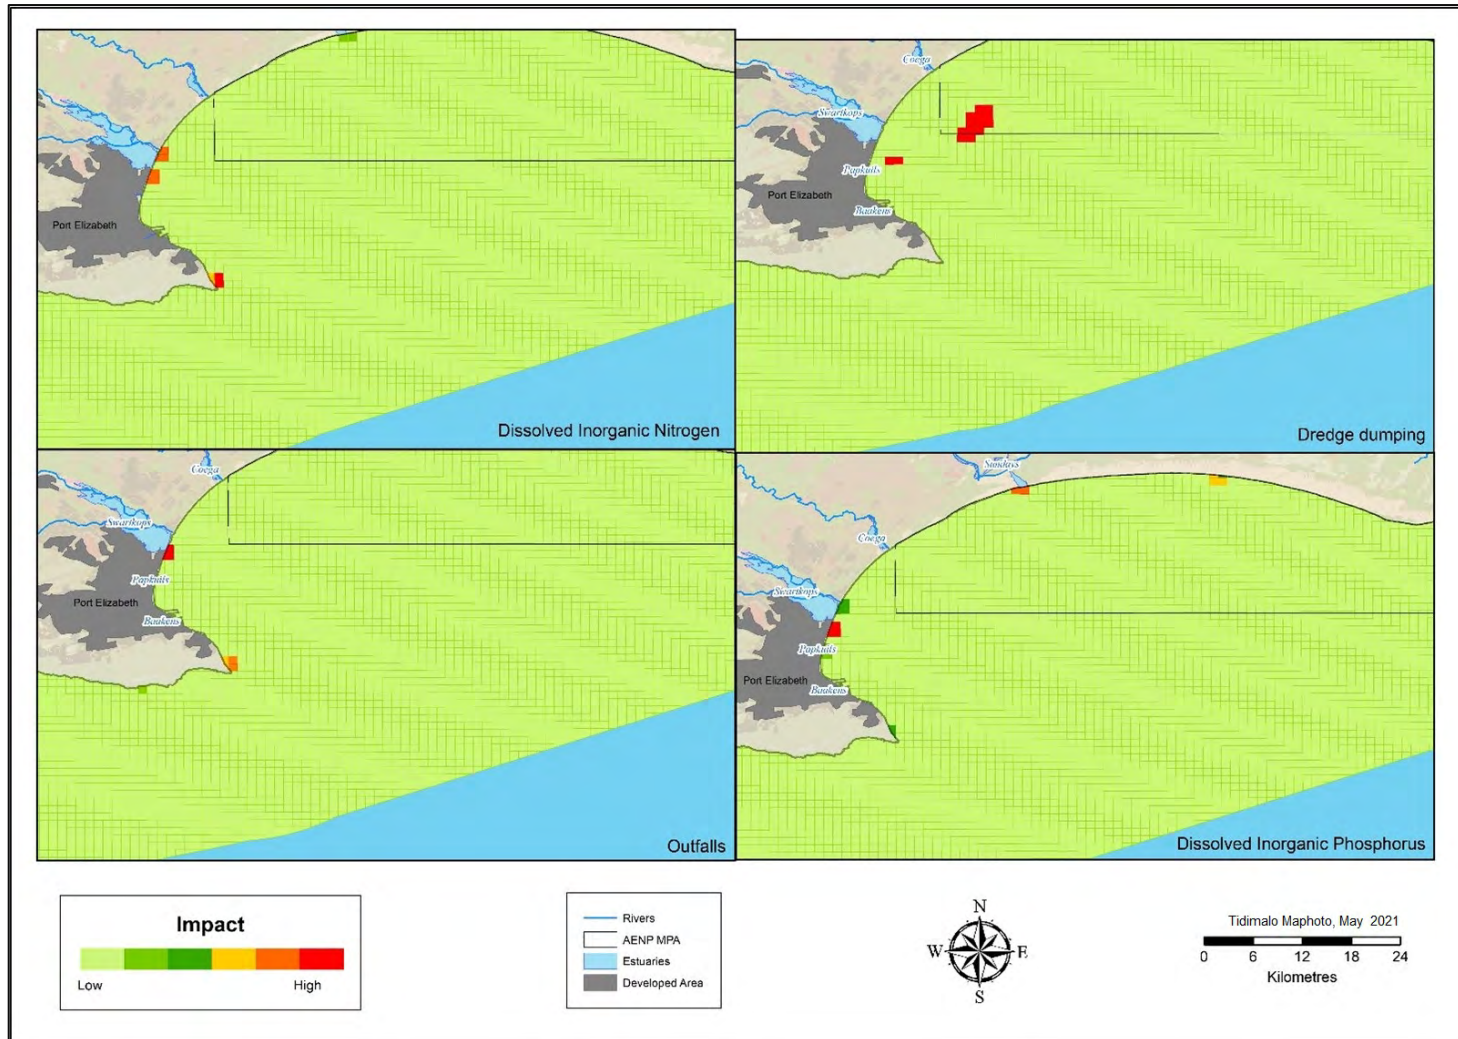 Port Elizabeth
Dissolved Inorganic Nitrogen
Coega
Swartkops
Papkuils
Port Elizabeth
Baakens
Dredge dumping
Coega
Swartkops
Papkuils
Port Elizabeth
Baakens
Outfalls
Sundays
Coega
Swartkops
Papkuils
Port Elizabeth
Baakens
Dissolved Inorganic Phosphorus
Impact
Low High
Rivers
AENP MPA
Estuaries
Developed Area
N
W E
S
Tidimalo Maphoto, May 2021
0 6 12 18 24
Kilometres